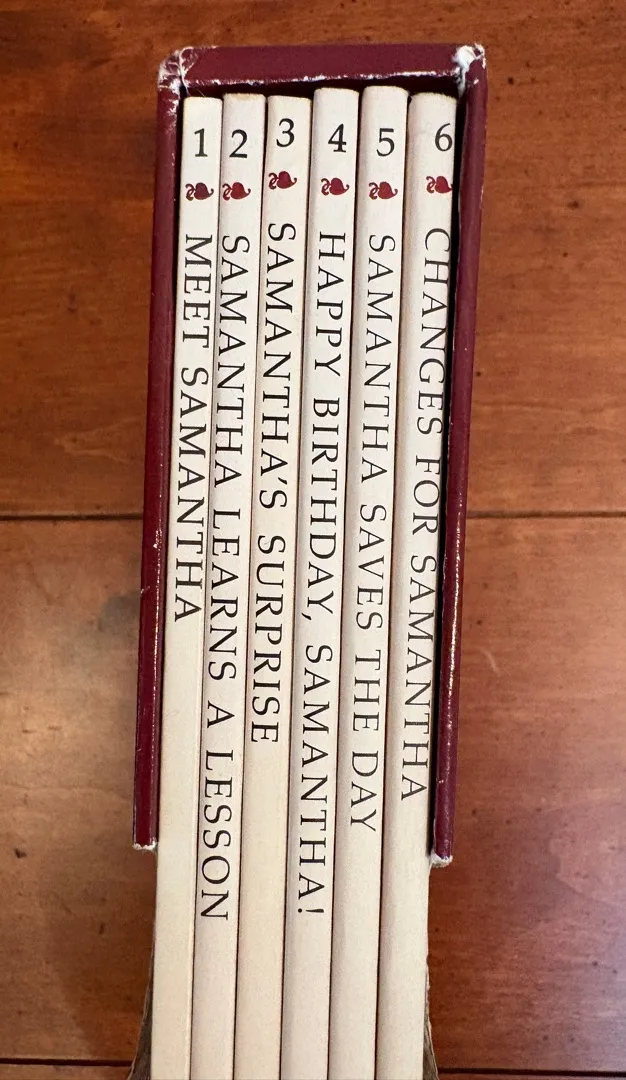 1
MEET SAMANTHA
2
SAMANTHA LEARNS A LESSON
3
SAMANTHA'S SURPRISE
4
HAPPY BIRTHDAY, SAMANTHA!
5
SAMANTHA SAVES THE DAY
6
CHANGES FOR SAMANTHA